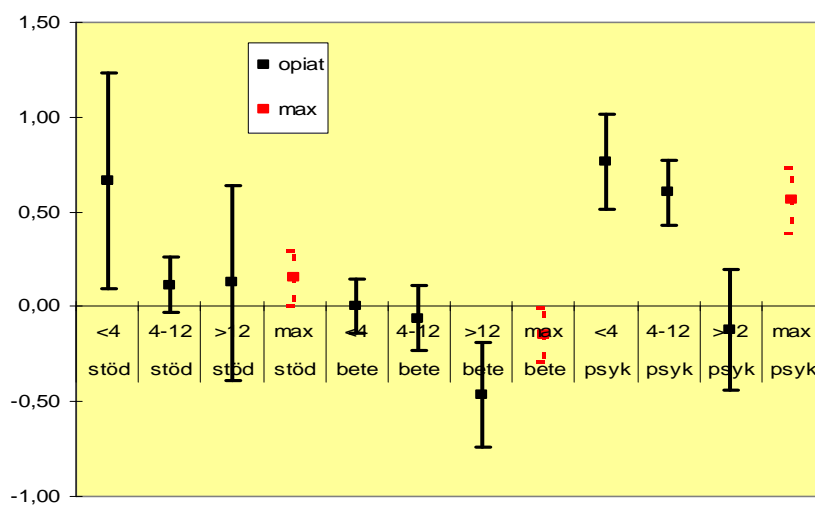 1,50
1,00
0,50
0,00
-0,50
-1,00
opiat
max
<4 4-12 >12 max <4 4-12 >12 max <4 4-12 >12 max
stöd stöd stöd stöd bete bete bete bete psyk psyk psyk psyk